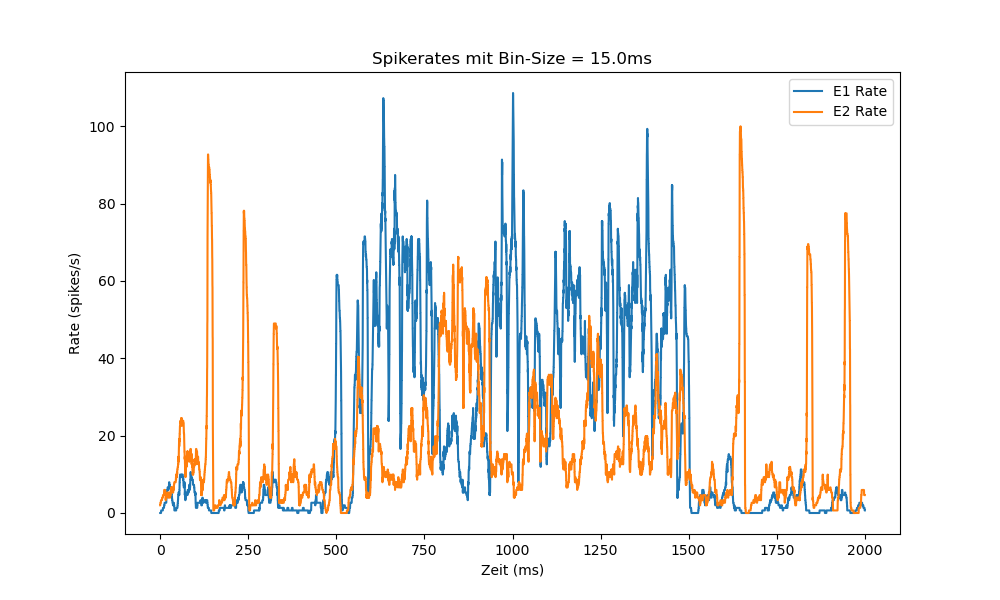 Spikerates mit Bin-Size = 15.0ms
E1 Rate
E2 Rate
Rate (spikes/s)
100
80
60
40
20
0
0 250 500 750 1000 1250 1500 1750 2000
Zeit (ms)